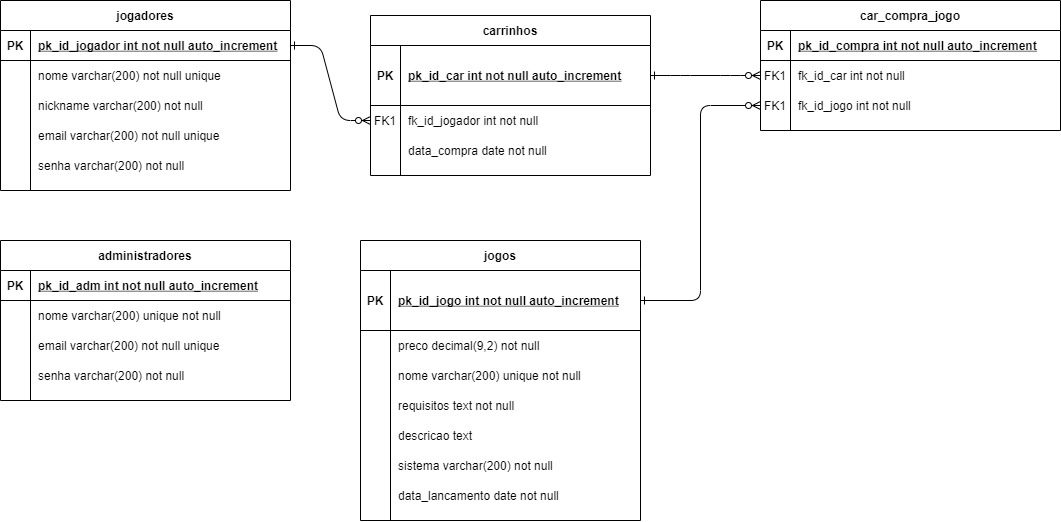 jogadores
PK pk_id_jogador int not null auto_increment
nome varchar(200) not null unique
nickname varchar(200) not null
email varchar(200) not null unique
senha varchar(200) not null
carrinhos
PK pk_id_car int not null auto_increment
FK1 fk_id_jogador int not null
data_compra date not null
car_compra_jogo
PK pk_id_compra int not null auto_increment
FK1 fk_id_car int not null
FK1 fk_id_jogo int not null
administradores
PK pk_id_adm int not null auto_increment
nome varchar(200) unique not null
email varchar(200) not null unique
senha varchar(200) not null
jogos
PK pk_id_jogo int not null auto_increment
preco decimal(9,2) not null
nome varchar(200) unique not null
requisitos text not null
descricao text
sistema varchar(200) not null
data_lancamento date not null